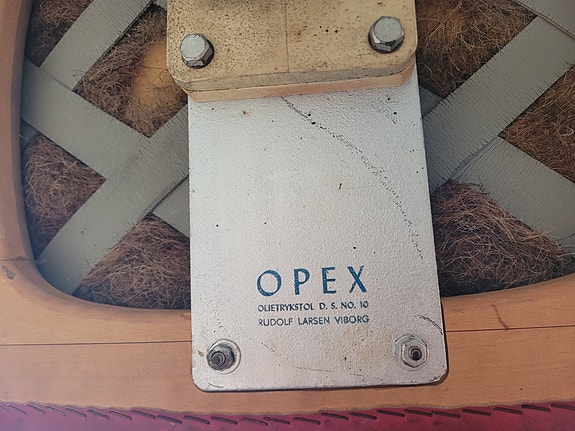 OPEX
OLIETRYKSTOL D. S. NO. 10
RUDOLF LARSEN VIBORG